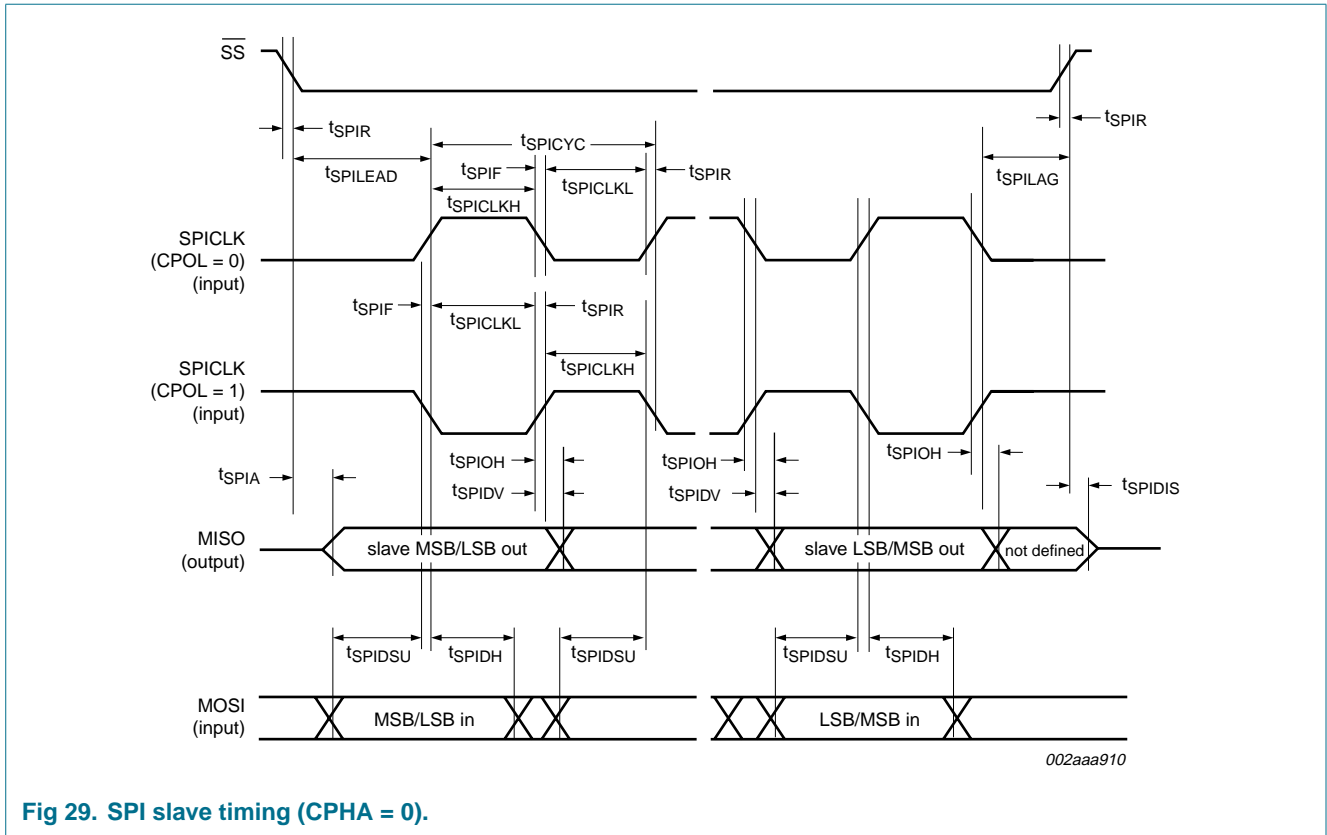 SS
tSPIR
tSPIR
tSPICYC
tSPILEAD
tSPIF
tSPICLKL
tSPIR
tSPILAG
tSPICLKH
SPICLK
(CPOL = 0)
(input)
tSPIF
tSPICLKL
tSPIR
tSPICLKH
SPICLK
(CPOL = 1)
(input)
tSPIOH
tSPIOH
tSPIOH
tSPIA
tSPIDV
tSPIDV
tSPIDIS
MISO
(output)
slave MSB/LSB out
slave LSB/MSB out
not defined
tSPIDSU
tSPIDH
tSPIDSU
tSPIDSU
tSPIDH
MOSI
(input)
MSB/LSB in
LSB/MSB in
002aaa910
Fig 29. SPI slave timing (CPHA = 0).